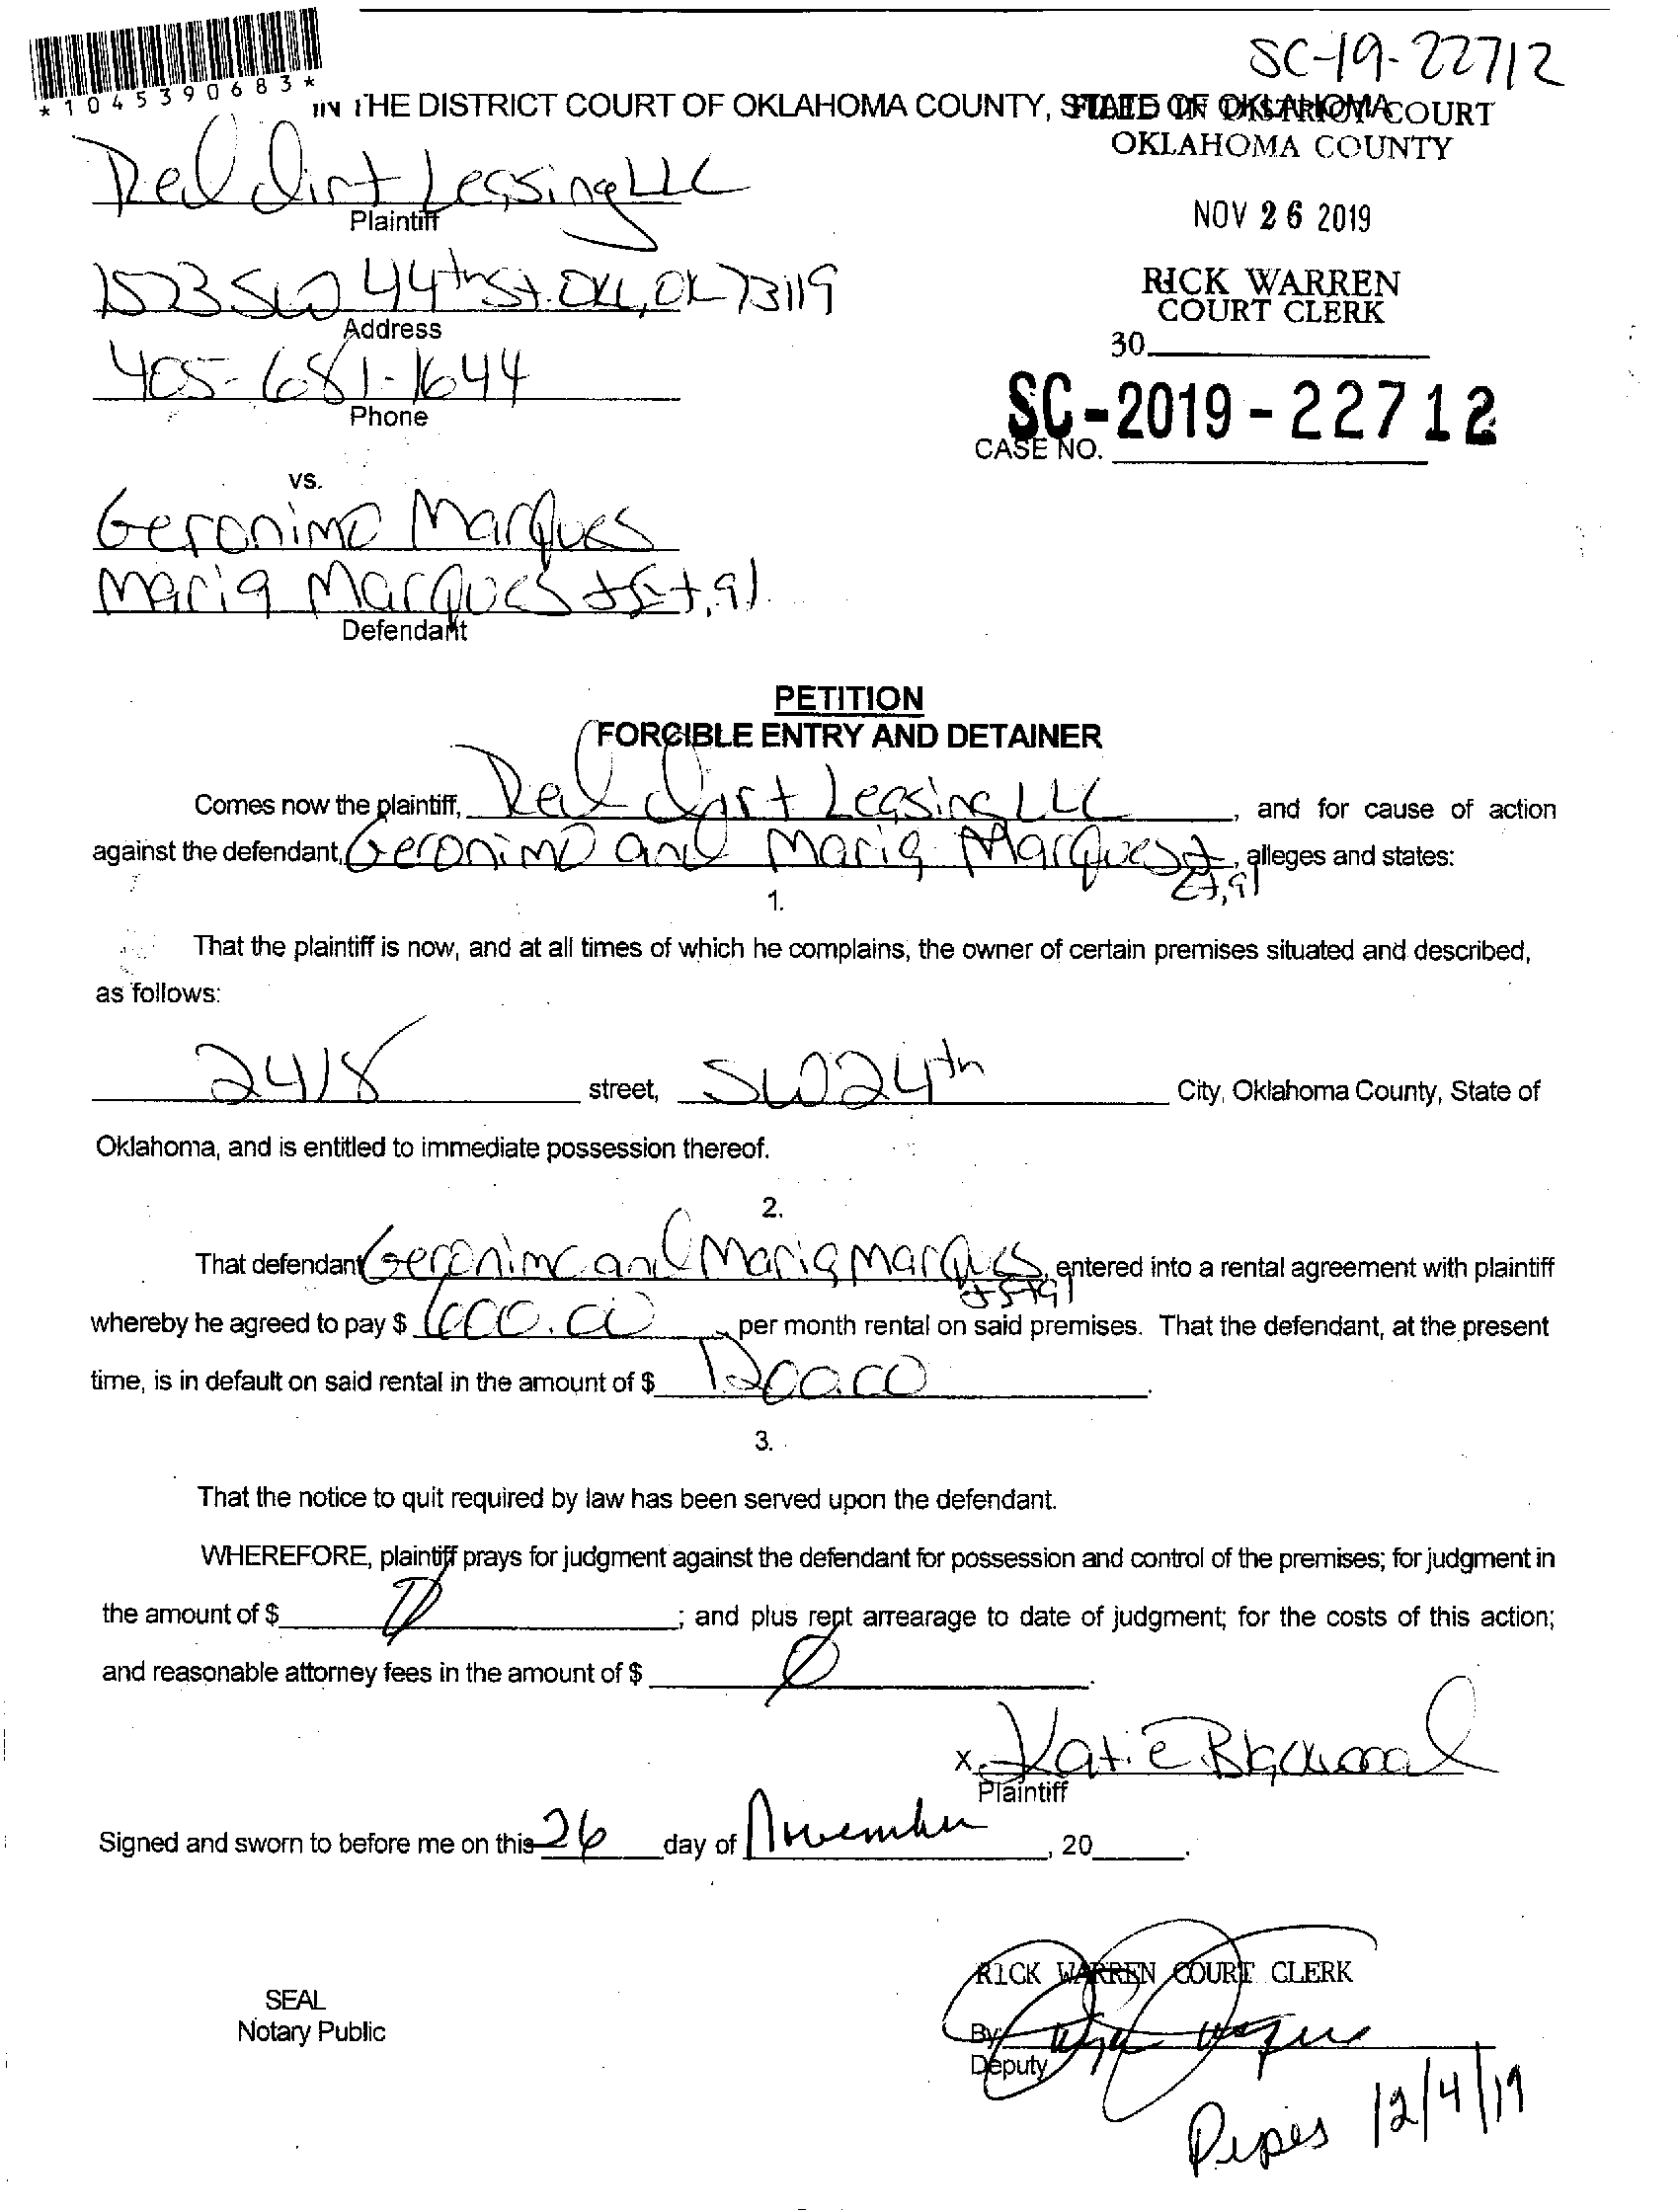 SC-19-22712
*1045390683*
IN THE DISTRICT COURT OF OKLAHOMA COUNTY, STATE OF OKLAHOMA
FILED IN DISTRICT COURT
OKLAHOMA COUNTY
Red dirt Leasing LLC
Plaintiff
NOV 26 2019
1523 SW 44th St. OKC, OK 73119
Address
RICK WARREN
COURT CLERK
405-681-1644
Phone
30
SC-2019-22712
CASE NO.
vs.
Geronimo Marques
Maria Marques + Et, al
Defendant
PETITION
FORCIBLE ENTRY AND DETAINER
Comes now the plaintiff, Red dirt Leasing LLC, and for cause of action
against the defendant, Geronimo and Maria Marques + Et, al, alleges and states:
1.
That the plaintiff is now, and at all times of which he complains, the owner of certain premises situated and described,
as follows:
2418 street, SW 24th City, Oklahoma County, State of
Oklahoma, and is entitled to immediate possession thereof.
2.
That defendant Geronimo and Maria Marques, entered into a rental agreement with plaintiff
whereby he agreed to pay $ per month rental on said premises. That the defendant, at the present
time, is in default on said rental in the amount of $ 1200.00.
3.
That the notice to quit required by law has been served upon the defendant.
WHEREFORE, plaintiff prays for judgment against the defendant for possession and control of the premises; for judgment in
the amount of $ 0; and plus rent arrearage to date of judgment; for the costs of this action;
and reasonable attorney fees in the amount of $ 0.
x Katie Blackwood
Plaintiff
Signed and sworn to before me on this 26 day of November, 20.
RICK WARREN COURT CLERK
SEAL
Notary Public
By
Deputy
Pipes 12/4/19